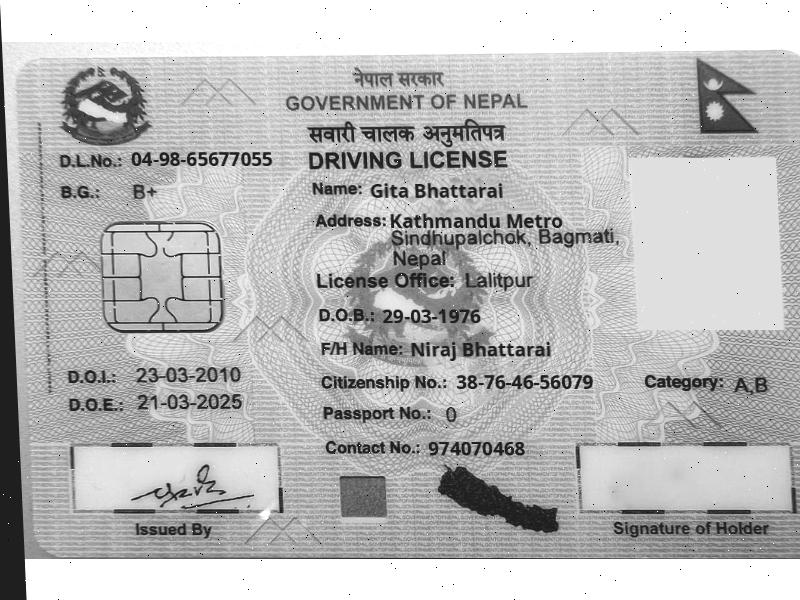 नेपाल सरकार
GOVERNMENT OF NEPAL
सवारी चालक अनुमतिपत्र
DRIVING LICENSE
D.L.No.: 04-98-65677055
B.G.: B+
Name: Gita Bhattarai
Address: Kathmandu Metro
Sindhupalchok, Bagmati,
Nepal
License Office: Lalitpur
D.O.B.: 29-03-1976
F/H Name: Niraj Bhattarai
D.O.I.: 23-03-2010
Citizenship No.: 38-76-46-56079
Category: A,B
D.O.E.: 21-03-2025
Passport No.: 0
Contact No.: 974070468
Issued By
Signature of Holder